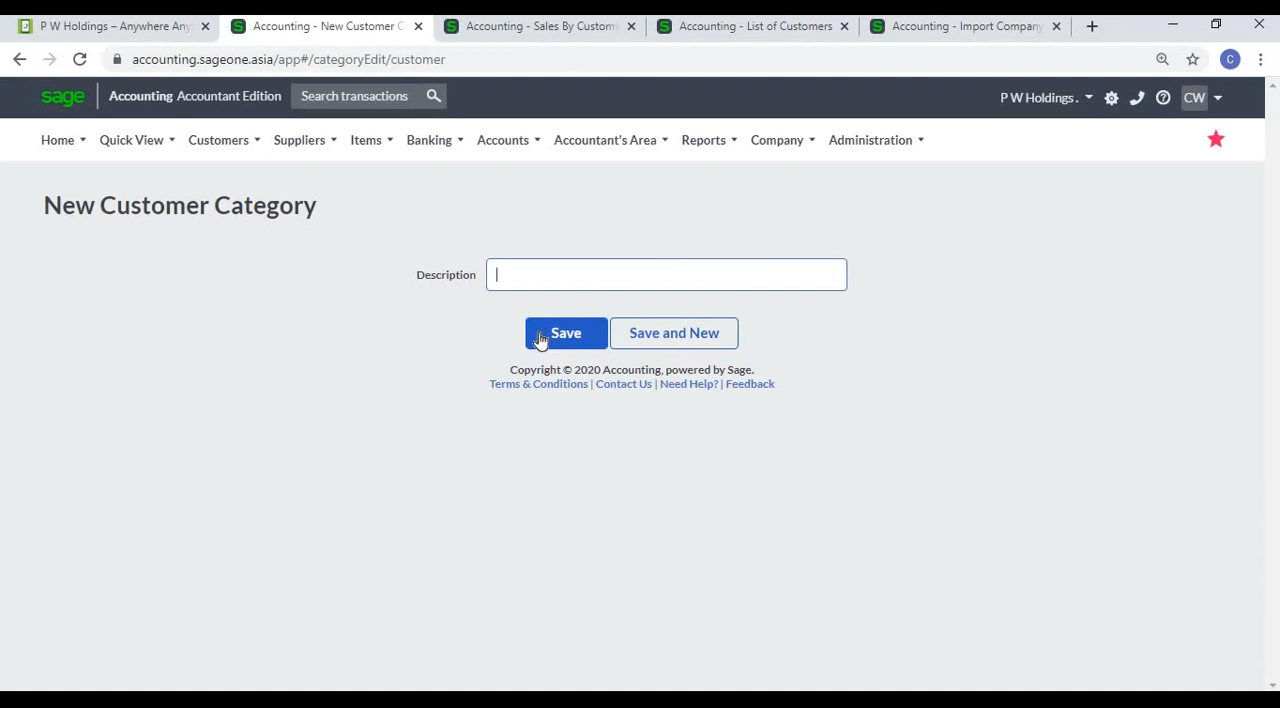 P W Holdings – Anywhere Any
Accounting - New Customer C
Accounting - Sales By Custome
Accounting - List of Customers
Accounting - Import Company
accounting.sageone.asia/app#/categoryEdit/customer
C
sage Accounting Accountant Edition Search transactions P W Holdings . CW
Home Quick View Customers Suppliers Items Banking Accounts Accountant's Area Reports Company Administration
New Customer Category
Description
Save Save and New
Copyright © 2020 Accounting, powered by Sage.
Terms & Conditions | Contact Us | Need Help? | Feedback